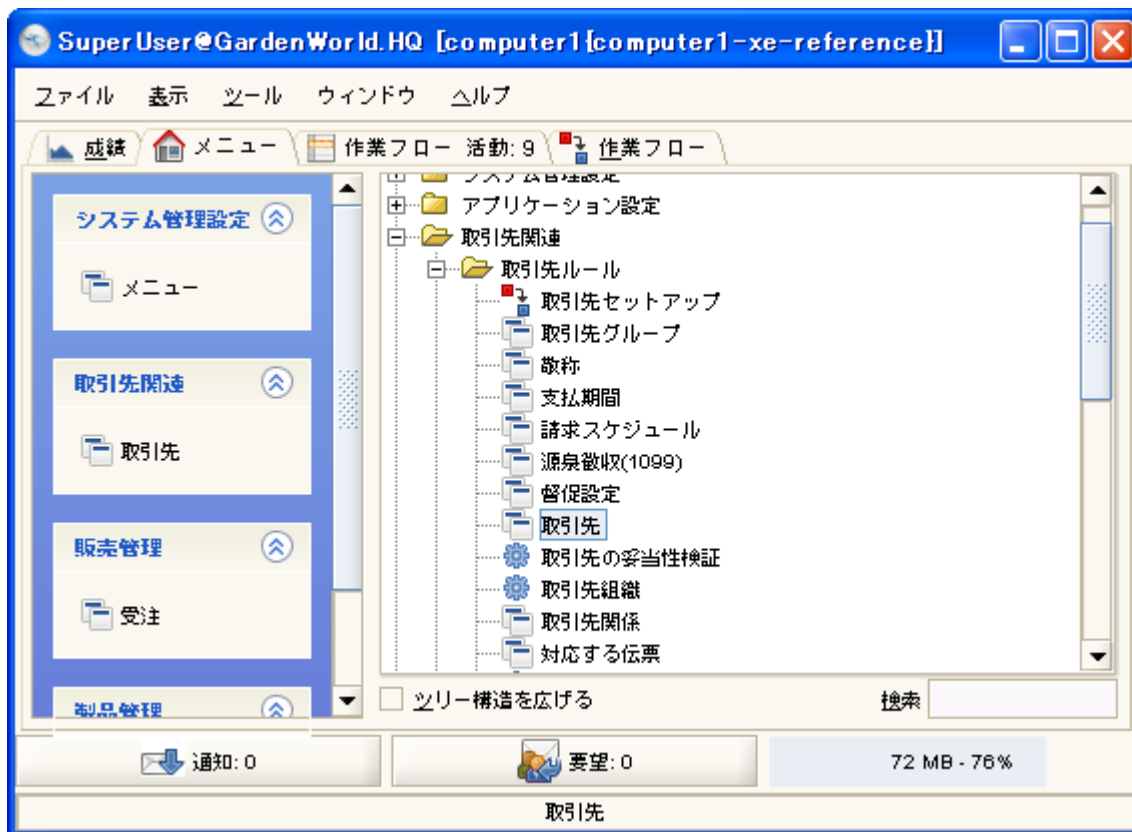 SuperUser@GardenWorld.HQ [computer1{computer1-xe-reference}]
ファイル 表示 ツール ウィンドウ ヘルプ
成績 メニュー 作業フロー 活動: 9 作業フロー
システム管理設定
メニュー
取引先関連
取引先
販売管理
受注
製品管理
システム管理設定
アプリケーション設定
取引先関連
取引先ルール
取引先セットアップ
取引先グループ
敬称
支払期間
請求スケジュール
源泉徴収(1099)
督促設定
取引先
取引先の妥当性検証
取引先組織
取引先関係
対応する伝票
ツリー構造を広げる 検索
通知: 0 要望: 0 72 MB - 76%
取引先